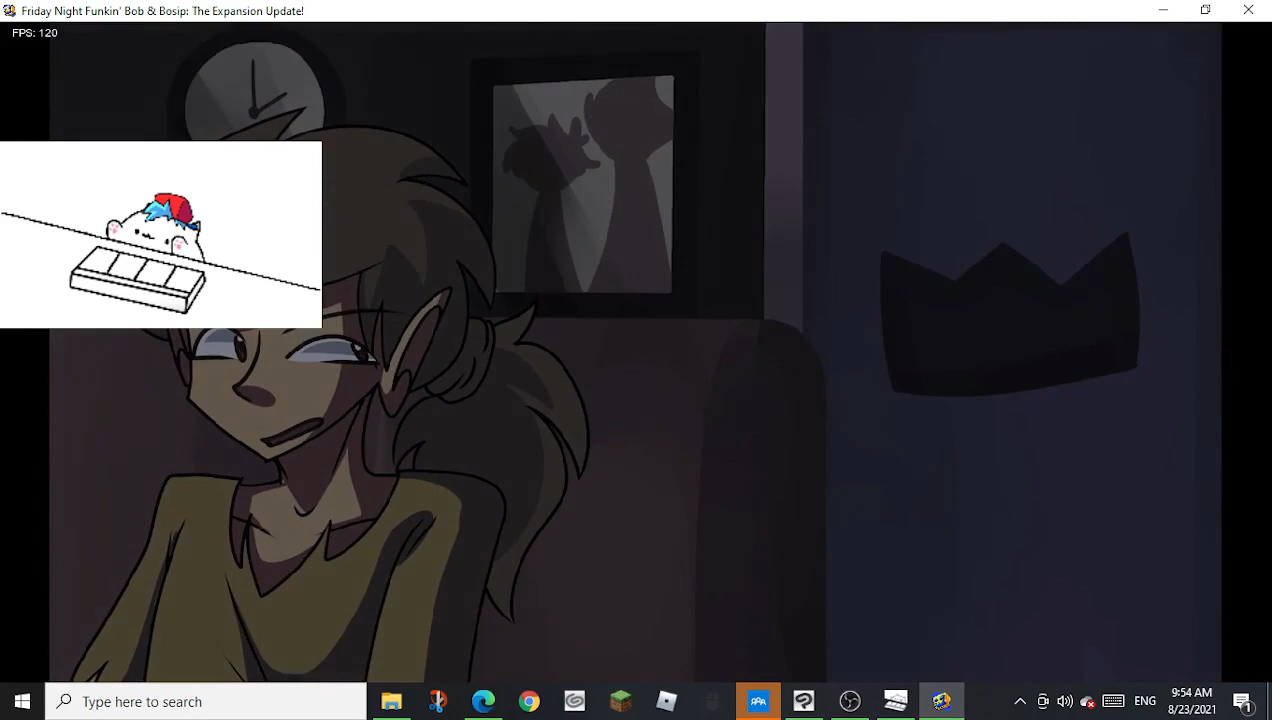 Friday Night Funkin' Bob & Bosip: The Expansion Update!
FPS: 120
Type here to search
ENG
9:54 AM
8/23/2021
1